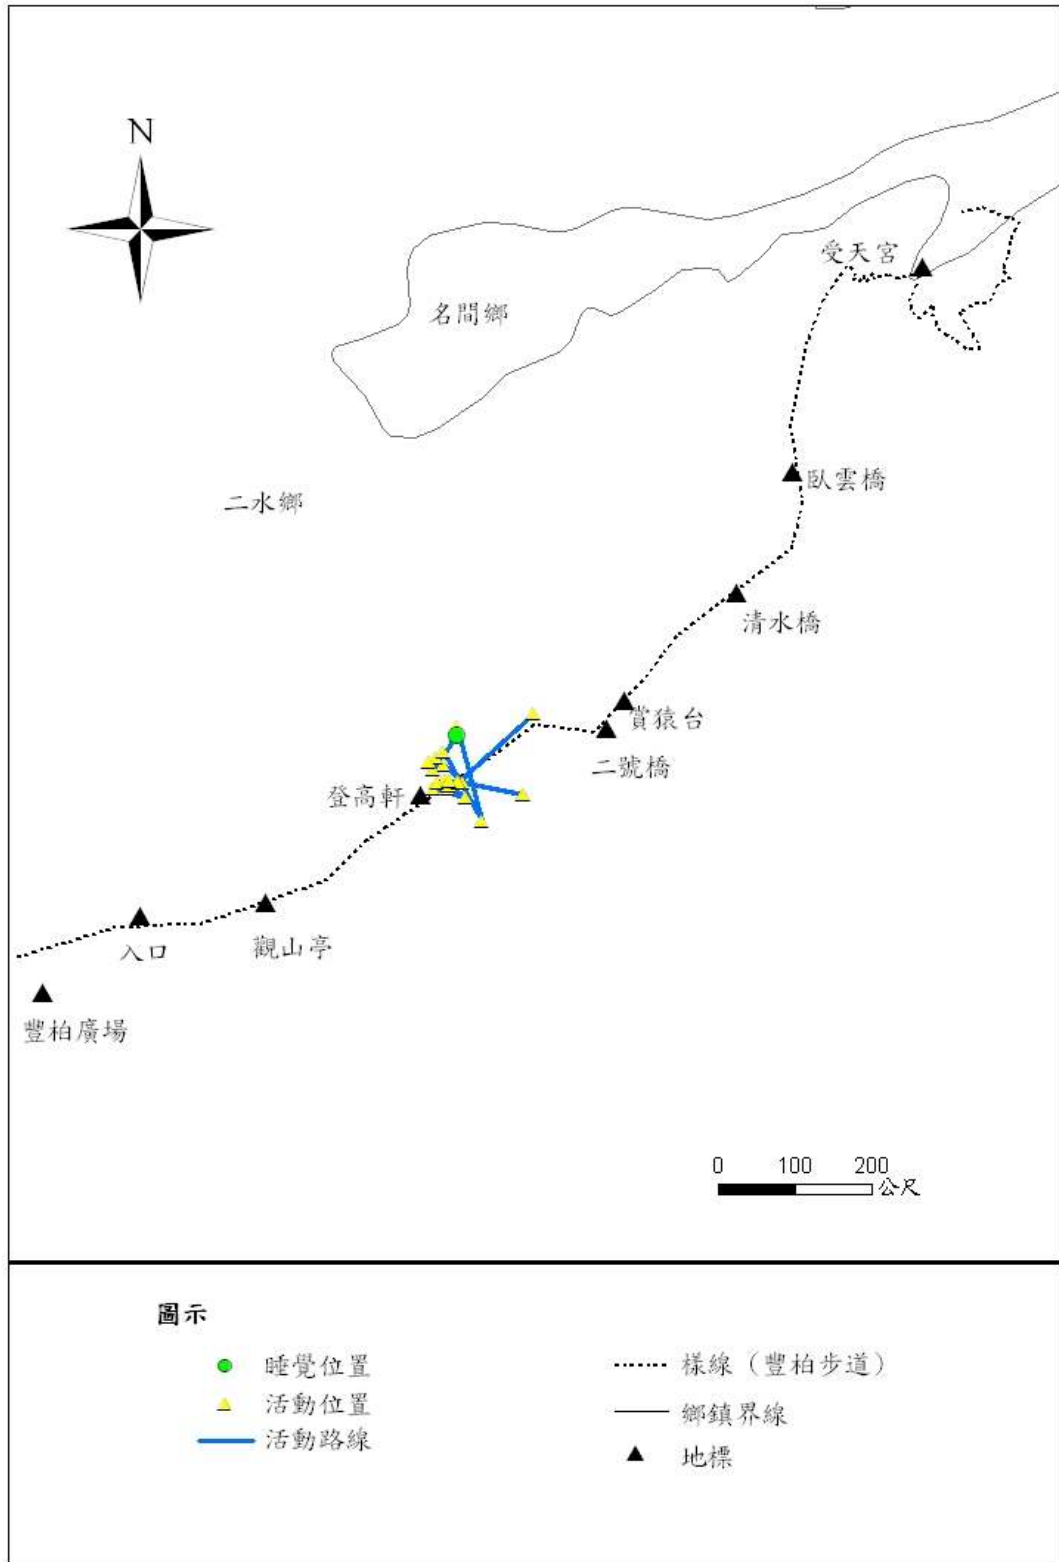 N
受天宮
名間鄉
臥雲橋
二水鄉
清水橋
賞猿台
二號橋
登高軒
觀山亭
入口
豐柏廣場
0 100 200
公尺
圖示
睡覺位置
活動位置
活動路線
樣線（豐柏步道）
鄉鎮界線
地標